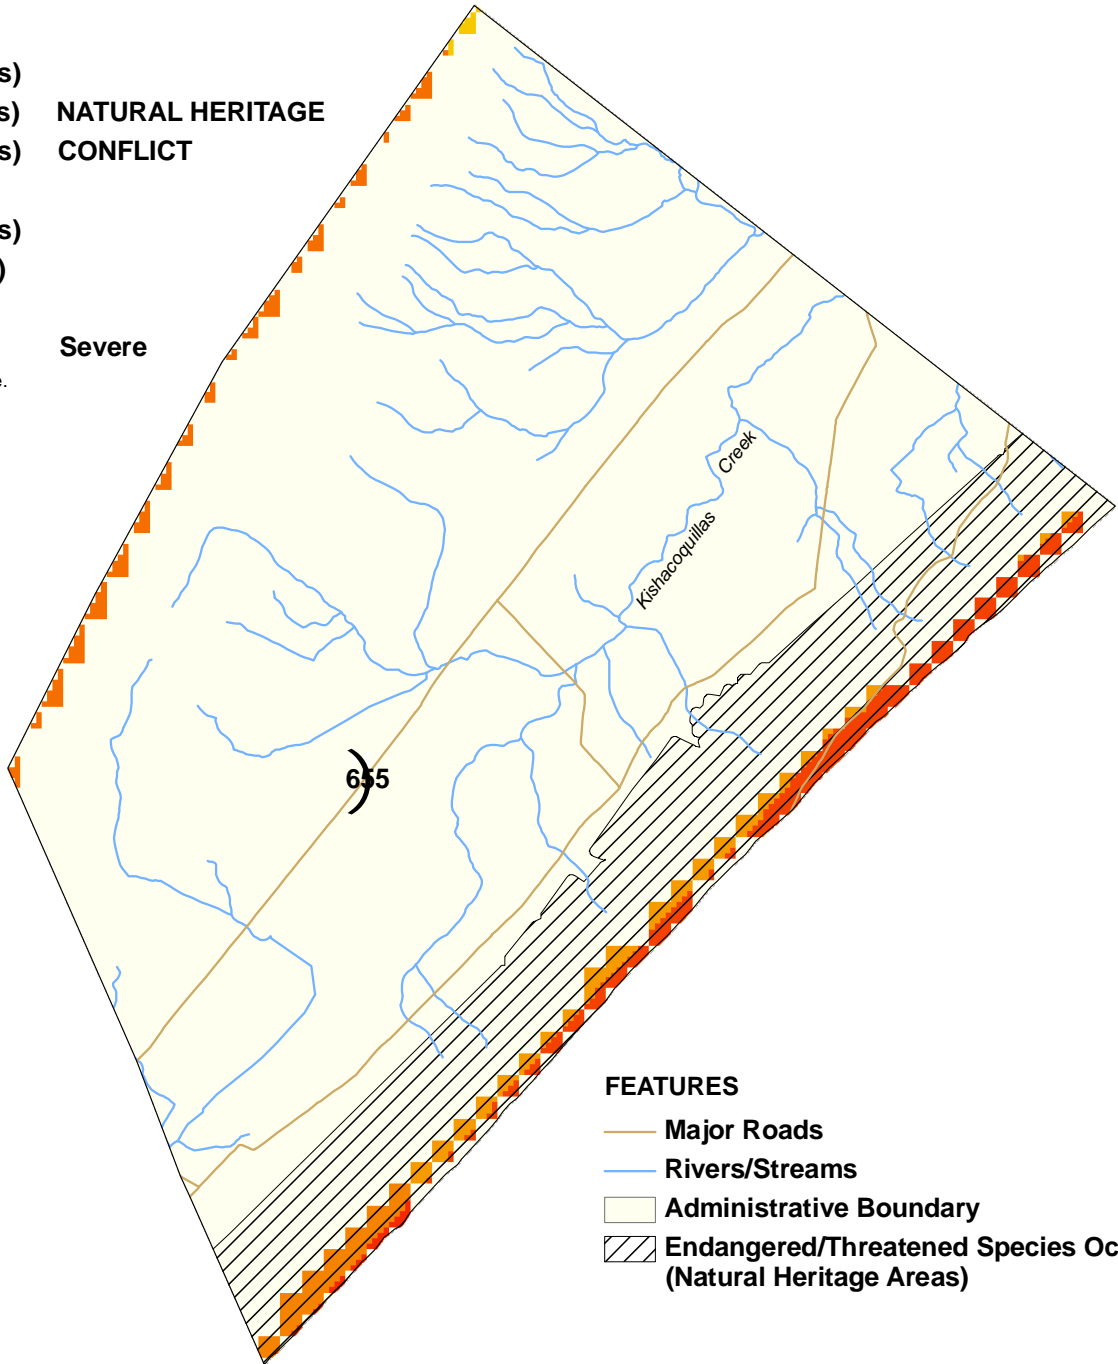 s)
s) NATURAL HERITAGE
s) CONFLICT
s)
)
Severe
e.
Creek
Kishacoquillas
655
FEATURES
Major Roads
Rivers/Streams
Administrative Boundary
Endangered/Threatened Species Oc
(Natural Heritage Areas)